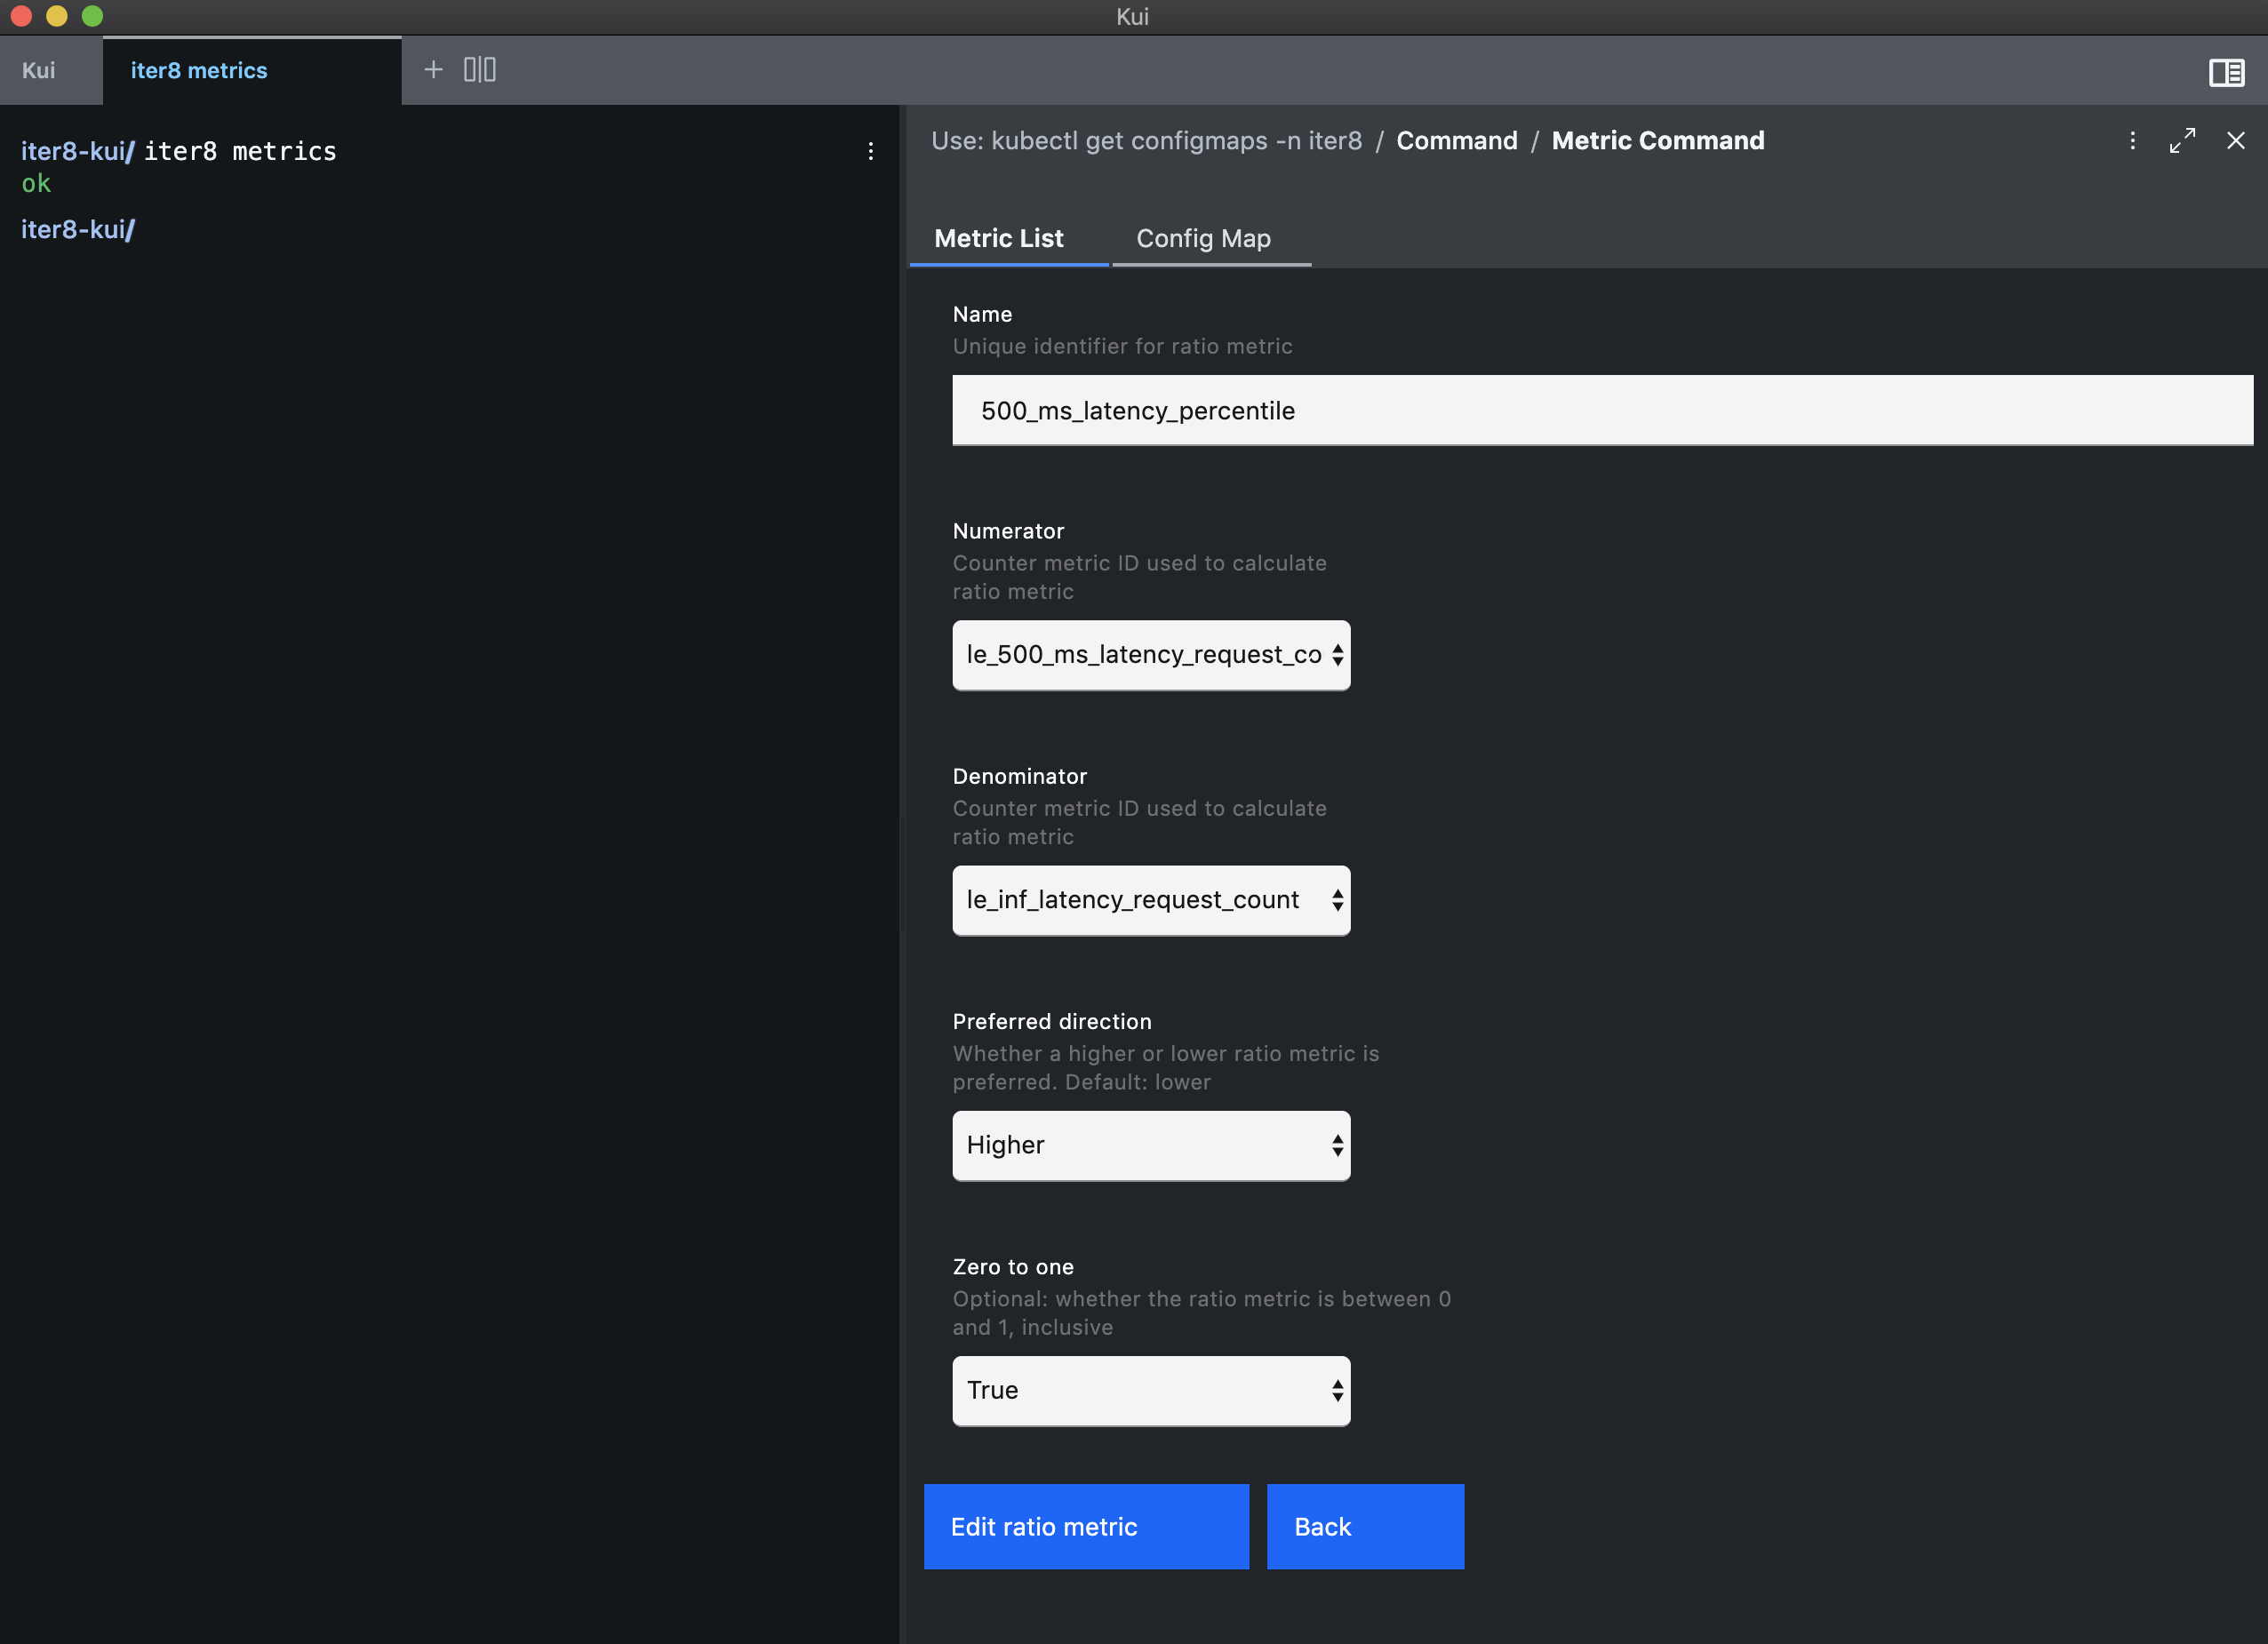 Kui
Kui
iter8 metrics
iter8-kui/ iter8 metrics
ok
iter8-kui/
Use: kubectl get configmaps -n iter8 / Command / Metric Command
Metric List Config Map
Name
Unique identifier for ratio metric
500_ms_latency_percentile
Numerator
Counter metric ID used to calculate
ratio metric
le_500_ms_latency_request_co
Denominator
Counter metric ID used to calculate
ratio metric
le_inf_latency_request_count
Preferred direction
Whether a higher or lower ratio metric is
preferred. Default: lower
Higher
Zero to one
Optional: whether the ratio metric is between 0
and 1, inclusive
True
Edit ratio metric Back